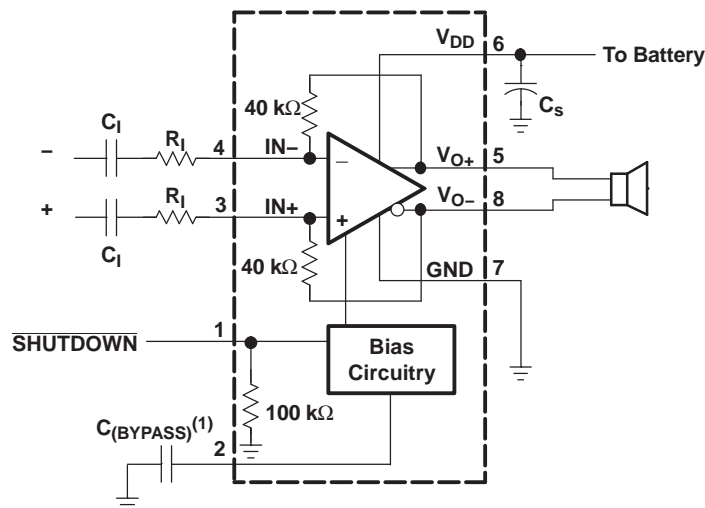 V_DD 6
To Battery
C_s
40 kΩ
C_I
R_I 4 IN–
–
–
V_O+ 5
R_I 3 IN+
+
+
V_O– 8
C_I
40 kΩ
GND 7
SHUTDOWN 1
Bias
Circuitry
100 kΩ
C_(BYPASS)^(1) 2